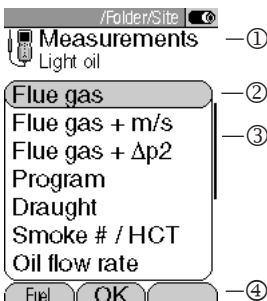 /Folder/Site
Measurements
①
Light oil
Flue gas
②
Flue gas + m/s
③
Flue gas + Δp2
Program
Draught
Smoke # / HCT
Oil flow rate
Fuel OK
④